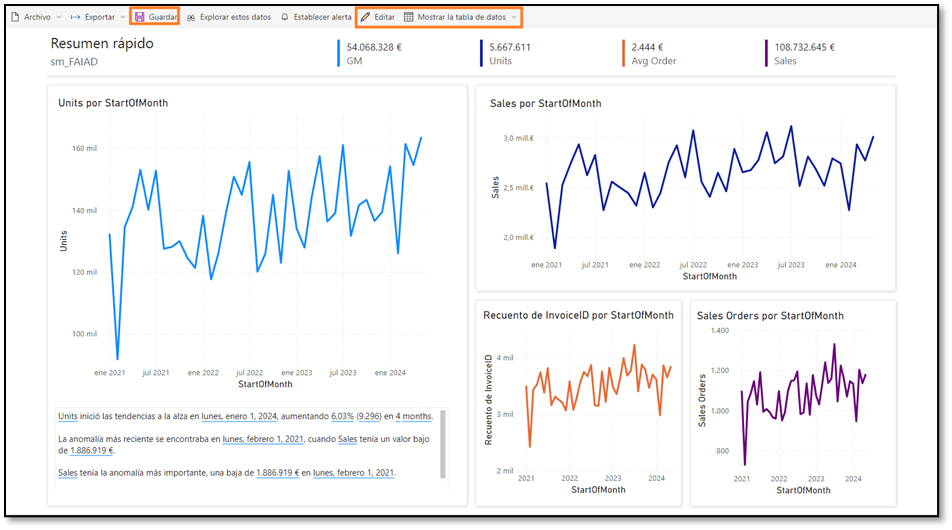 Archivo
Exportar
Guardar
Explorar estos datos
Establecer alerta
Editar
Mostrar la tabla de datos
Resumen rápido
sm_FAIAD
54.068.328 €
GM
5.667.611
Units
2.444 €
Avg Order
108.732.645 €
Sales
Units por StartOfMonth
160 mil
140 mil
120 mil
100 mil
Units
ene 2021 jul 2021 ene 2022 jul 2022 ene 2023 jul 2023 ene 2024
StartOfMonth
Units inició las tendencias a la alza en lunes, enero 1, 2024, aumentando 6,03% (9.296) en 4 months.
La anomalía más reciente se encontraba en lunes, febrero 1, 2021, cuando Sales tenía un valor bajo
de 1.886.919 €.
Sales tenía la anomalía más importante, una baja de 1.886.919 € en lunes, febrero 1, 2021.
Sales por StartOfMonth
3,0 mill.€
2,5 mill.€
2,0 mill.€
Sales
ene 2021 jul 2021 ene 2022 jul 2022 ene 2023 jul 2023 ene 2024
StartOfMonth
Recuento de InvoiceID por StartOfMonth
4 mil
3 mil
2 mil
Recuento de InvoiceID
2021 2022 2023 2024
StartOfMonth
Sales Orders por StartOfMonth
1.400
1.200
1.000
800
Sales Orders
2021 2022 2023 2024
StartOfMonth